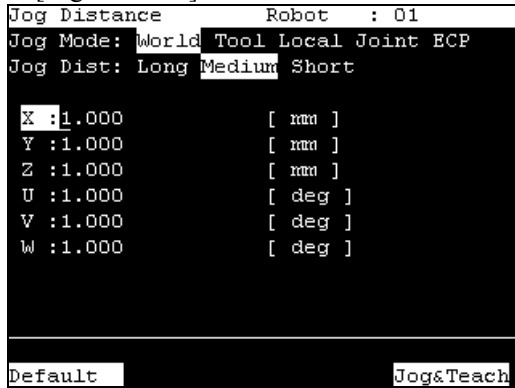 Jog Distance Robot : 01
Jog Mode: World Tool Local Joint ECP
Jog Dist: Long Medium Short
X :1.000 [ mm ]
Y :1.000 [ mm ]
Z :1.000 [ mm ]
U :1.000 [ deg ]
V :1.000 [ deg ]
W :1.000 [ deg ]
Default Jog&Teach